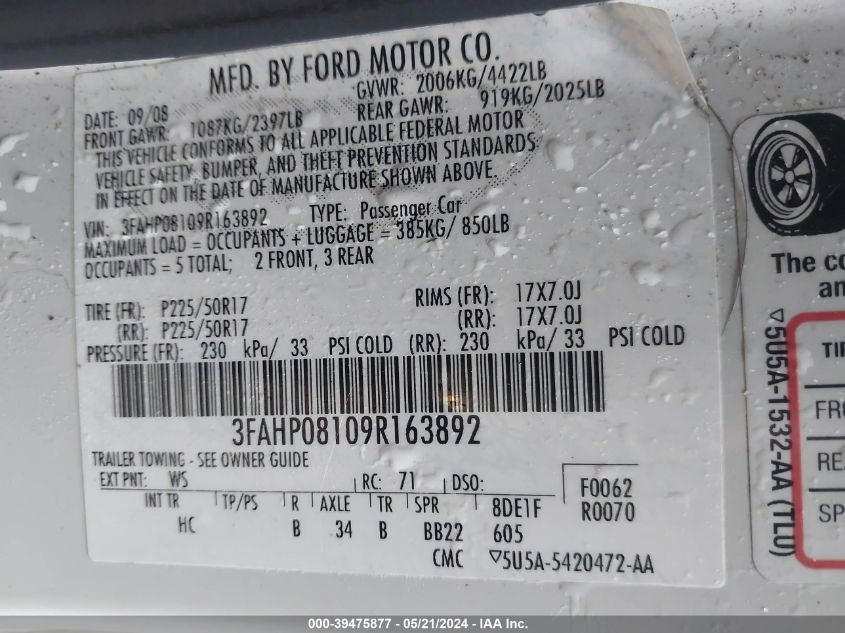 MFD. BY FORD MOTOR CO.
DATE: 09/08 GVWR: 2006KG/4422LB
FRONT GAWR: 1087KG/2397LB REAR GAWR: 919KG/2025LB
THIS VEHICLE CONFORMS TO ALL APPLICABLE FEDERAL MOTOR
VEHICLE SAFETY, BUMPER, AND THEFT PREVENTION STANDARDS
IN EFFECT ON THE DATE OF MANUFACTURE SHOWN ABOVE.
VIN: 3FAHP08109R163892 TYPE: Passenger Car
MAXIMUM LOAD = OCCUPANTS + LUGGAGE = 385KG/ 850LB
OCCUPANTS = 5 TOTAL; 2 FRONT, 3 REAR
TIRE (FR): P225/50R17 RIMS (FR): 17X7.0J
(RR): P225/50R17 (RR): 17X7.0J
PRESSURE (FR): 230 kPa/ 33 PSI COLD (RR): 230 kPa/ 33 PSI COLD
3FAHP08109R163892
TRAILER TOWING - SEE OWNER GUIDE
EXT PNT: WS RC: 71 DSO: F0062
INT TR TP/PS R AXLE TR SPR 8DE1F R0070
HC B 34 B BB22 605
CMC ▽5U5A-5420472-AA
The co
an
▽5U5A-1532-AA (TLU)
TIR
FRO
REA
SP
000-39475877 - 05/21/2024 - IAA Inc.